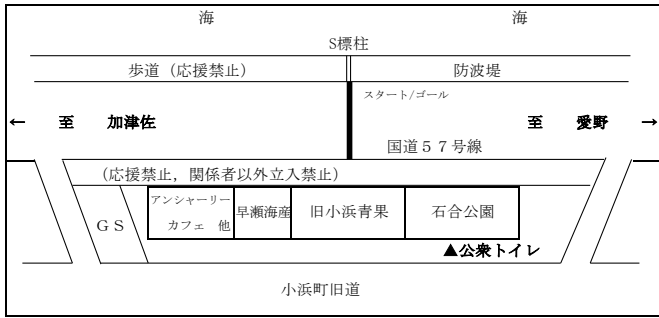 海　海
S標柱
歩道（応援禁止）　防波堤
スタート/ゴール
←　至　加津佐　至　愛野　→
国道５７号線
（応援禁止，関係者以外立入禁止）
アンシャーリー
カフェ　他
早瀬海産
旧小浜青果
石合公園
ＧＳ
▲公衆トイレ
小浜町旧道